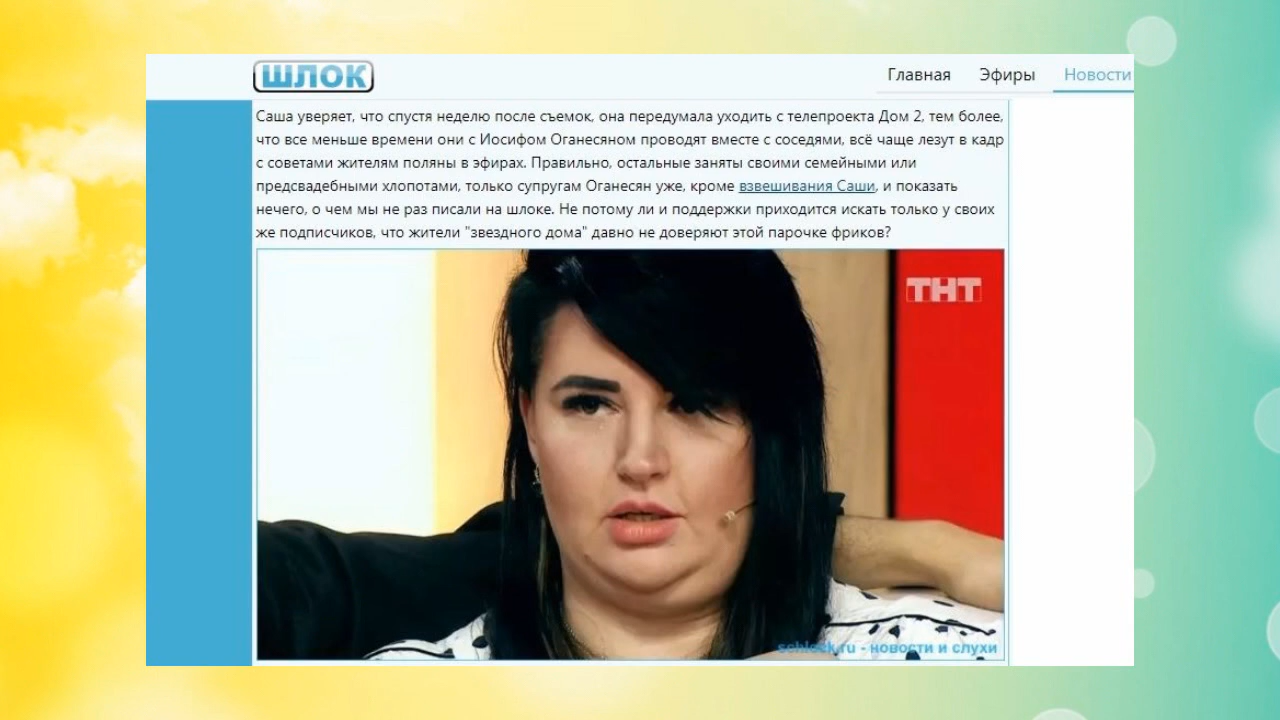 ШЛОК
Главная Эфиры Новости
Саша уверяет, что спустя неделю после съемок, она передумала уходить с телепроекта Дом 2, тем более,
что все меньше времени они с Иосифом Оганесяном проводят вместе с соседями, всё чаще лезут в кадр
с советами жителям поляны в эфирах. Правильно, остальные заняты своими семейными или
предсвадебными хлопотами, только супругам Оганесян уже, кроме взвешивания Саши, и показать
нечего, о чем мы не раз писали на шлоке. Не потому ли и поддержки приходится искать только у своих
же подписчиков, что жители "звездного дома" давно не доверяют этой парочке фриков?
ТНТ
schlock.ru - новости и слухи